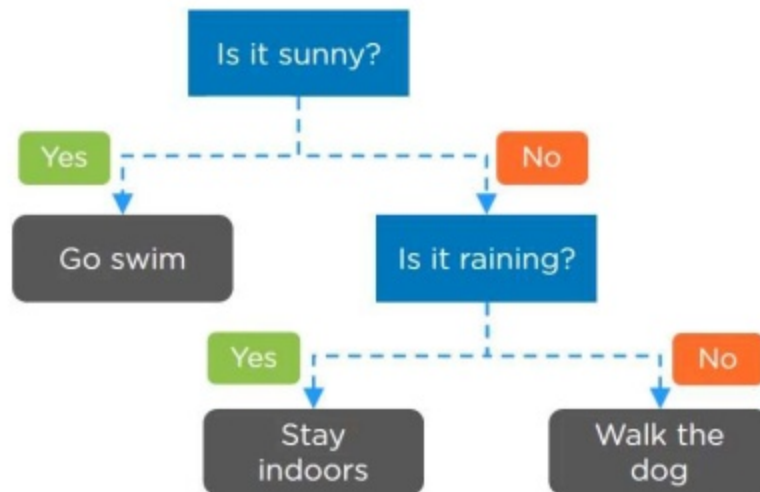 Is it sunny?
Yes
No
Go swim
Is it raining?
Yes
No
Stay
indoors
Walk the
dog